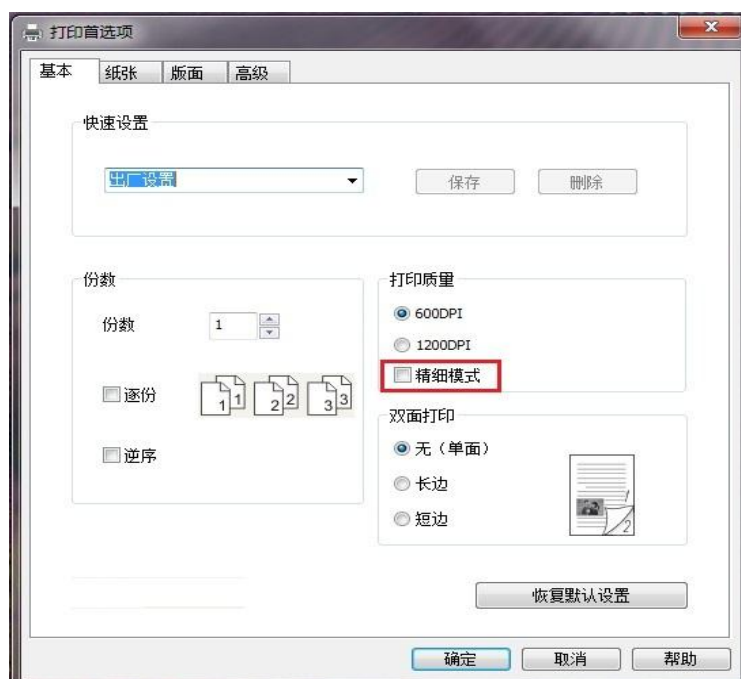 打印首选项
基本 纸张 版面 高级
快速设置
出厂设置 保存 删除
份数
份数 1
逐份 1 1 2 2 3 3
逆序
打印质量
600DPI
1200DPI
精细模式
双面打印
无（单面）
长边
短边
1
2
恢复默认设置
确定 取消 帮助